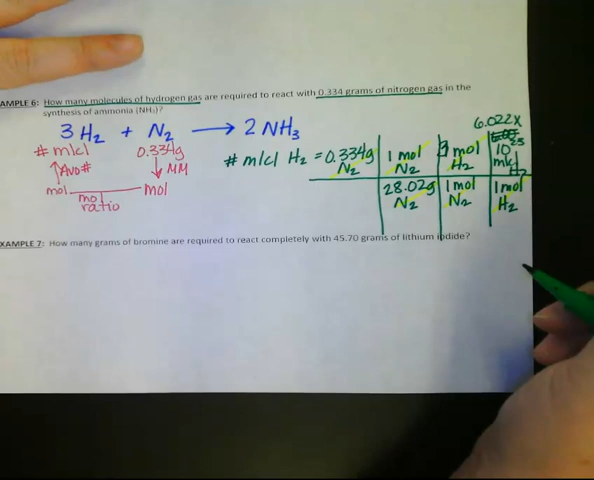 AMPLE 6: How many molecules of hydrogen gas are required to react with 0.334 grams of nitrogen gas in the
synthesis of ammonia (NH₃)?
3 H₂ + N₂ → 2 NH₃
# mlcl 0.334g
Avo# MM
mol mol
mol
ratio
6.022x
# mlcl H₂ = 0.334g N₂ 1 mol N₂ 3 mol H₂ 10²³ mlcl H₂
28.02g N₂ 1 mol N₂ 1 mol H₂
XAMPLE 7: How many grams of bromine are required to react completely with 45.70 grams of lithium iodide?